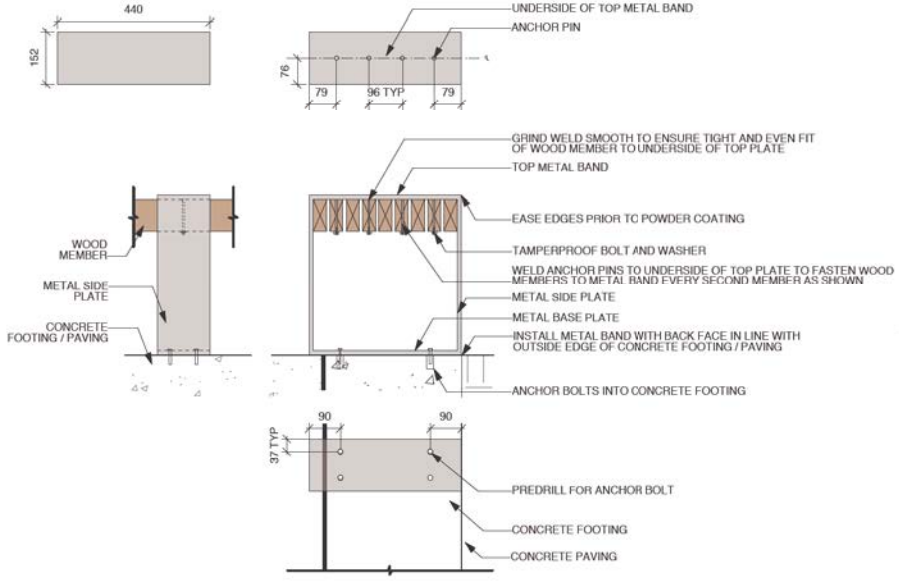 440
152
UNDERSIDE OF TOP METAL BAND
ANCHOR PIN
76
79
96 TYP
79
GRIND WELD SMOOTH TO ENSURE TIGHT AND EVEN FIT
OF WOOD MEMBER TO UNDERSIDE OF TOP PLATE
TOP METAL BAND
EASE EDGES PRIOR TO POWDER COATING
TAMPERPROOF BOLT AND WASHER
WELD ANCHOR PINS TO UNDERSIDE OF TOP PLATE TO FASTEN WOOD
MEMBERS TO METAL BAND EVERY SECOND MEMBER AS SHOWN
METAL SIDE PLATE
METAL BASE PLATE
INSTALL METAL BAND WITH BACK FACE IN LINE WITH
OUTSIDE EDGE OF CONCRETE FOOTING / PAVING
ANCHOR BOLTS INTO CONCRETE FOOTING
WOOD
MEMBER
METAL SIDE
PLATE
CONCRETE
FOOTING / PAVING
90
90
37 TYP
PREDRILL FOR ANCHOR BOLT
CONCRETE FOOTING
CONCRETE PAVING